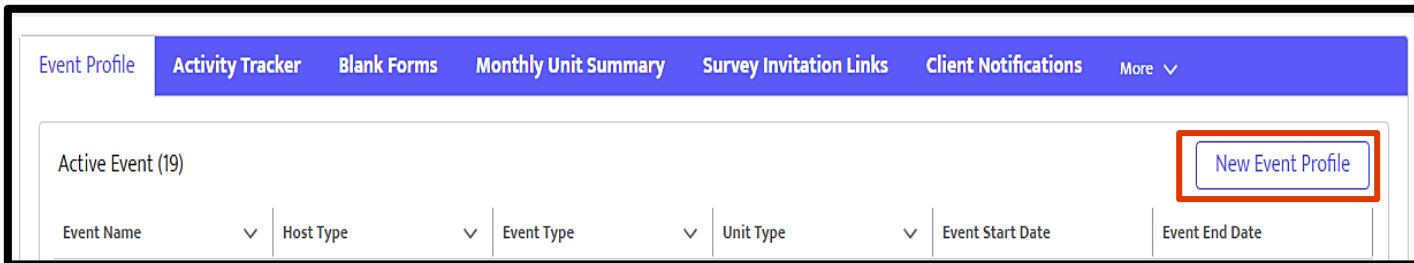 Event Profile Activity Tracker Blank Forms Monthly Unit Summary Survey Invitation Links Client Notifications More
Active Event (19) New Event Profile
Event Name Host Type Event Type Unit Type Event Start Date Event End Date